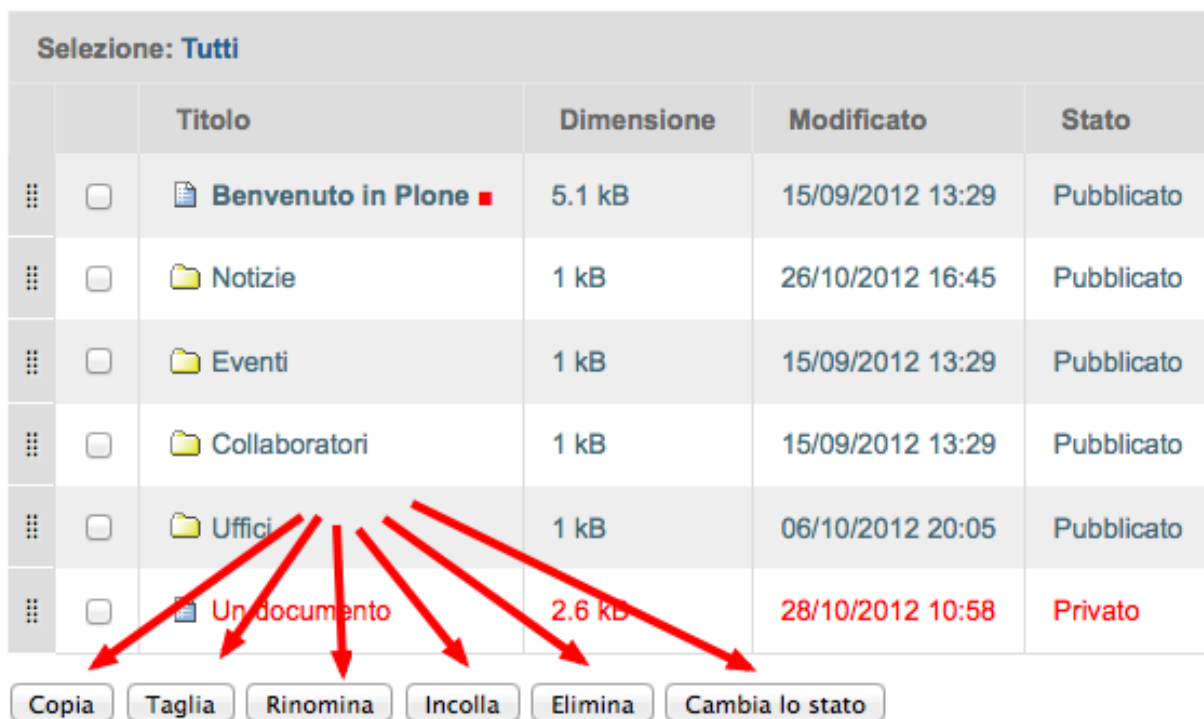 Selezione: Tutti
Titolo Dimensione Modificato Stato
Benvenuto in Plone 5.1 kB 15/09/2012 13:29 Pubblicato
Notizie 1 kB 26/10/2012 16:45 Pubblicato
Eventi 1 kB 15/09/2012 13:29 Pubblicato
Collaboratori 1 kB 15/09/2012 13:29 Pubblicato
Uffici 1 kB 06/10/2012 20:05 Pubblicato
Un documento 2.6 kB 28/10/2012 10:58 Privato
Copia Taglia Rinomina Incolla Elimina Cambia lo stato